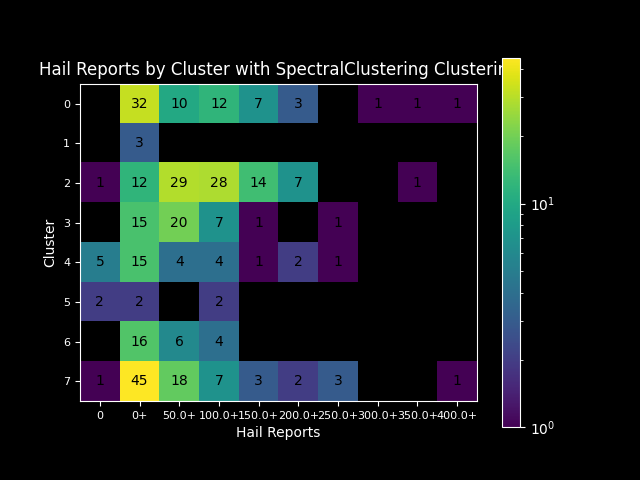 Hail Reports by Cluster with SpectralClustering Clusterin
0 32 10 12 7 3 1 1 1
1 3
2 1 12 29 28 14 7 1
3 15 20 7 1 1
4 5 15 4 4 1 2 1
5 2 2 2
6 16 6 4
7 1 45 18 7 3 2 3 1
0 0+ 50.0+ 100.0+ 150.0+ 200.0+ 250.0+ 300.0+ 350.0+ 400.0+
Hail Reports
Cluster
10¹
10⁰